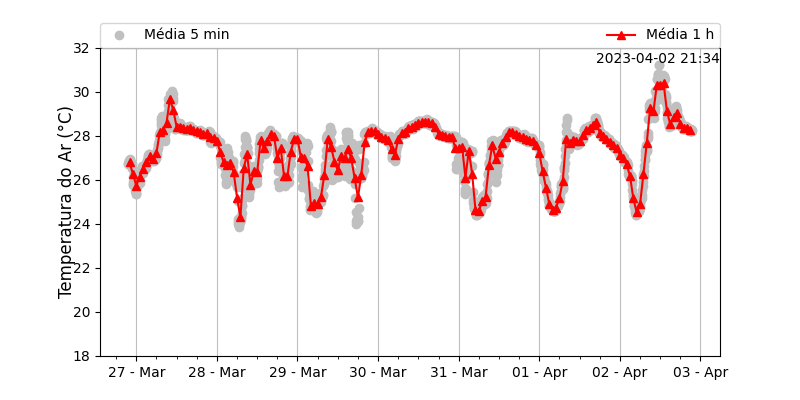 Média 5 min
Média 1 h
2023-04-02 21:34
Temperatura do Ar (°C)
32
30
28
26
24
22
20
18
27 - Mar
28 - Mar
29 - Mar
30 - Mar
31 - Mar
01 - Apr
02 - Apr
03 - Apr